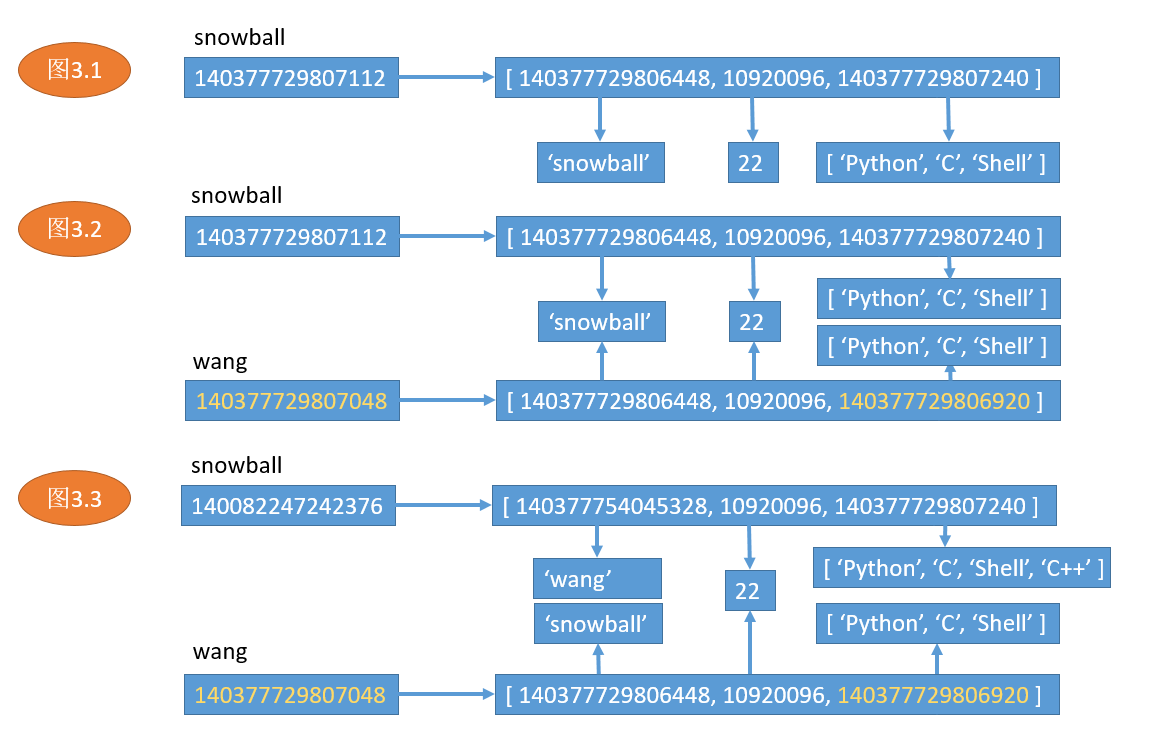 snowball
图3.1
140377729807112
[ 140377729806448, 10920096, 140377729807240 ]
‘snowball’
22
[ ‘Python’, ‘C’, ‘Shell’ ]
snowball
图3.2
140377729807112
[ 140377729806448, 10920096, 140377729807240 ]
[ ‘Python’, ‘C’, ‘Shell’ ]
‘snowball’
22
[ ‘Python’, ‘C’, ‘Shell’ ]
wang
140377729807048
[ 140377729806448, 10920096, 140377729806920 ]
snowball
图3.3
140082247242376
[ 140377754045328, 10920096, 140377729807240 ]
‘wang’
22
[ ‘Python’, ‘C’, ‘Shell’, ‘C++’ ]
‘snowball’
[ ‘Python’, ‘C’, ‘Shell’ ]
wang
140377729807048
[ 140377729806448, 10920096, 140377729806920 ]